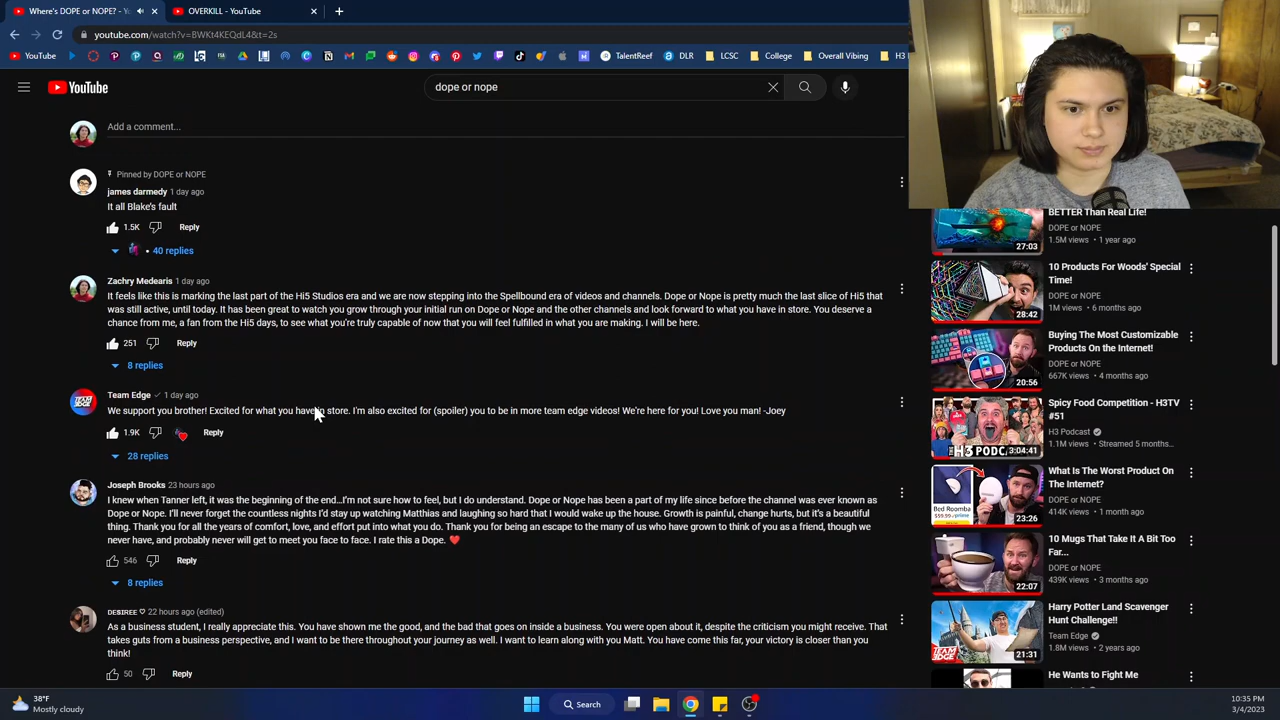 Where's DOPE or NOPE? - Yo
OVERKILL - YouTube
youtube.com/watch?v=BWKt4KEQdL4&t=2s
YouTube
TalentReef
DLR
LCSC
College
Overall Vibing
H3
YouTube
dope or nope
Add a comment...
Pinned by DOPE or NOPE
james darmedy 1 day ago
It all Blake's fault
1.5K Reply
40 replies
Zachry Medearis 1 day ago
It feels like this is marking the last part of the Hi5 Studios era and we are now stepping into the Spellbound era of videos and channels. Dope or Nope is pretty much the last slice of Hi5 that
was still active, until today. It has been great to watch since your initial run on Dope or Nope and the other channels and look forward to what you have in store. You deserve a
chance from me, a fan from the Hi5 days, to show what you're truly capable of now that you will feel fulfilled in what you are making. I will be here.
251 Reply
8 replies
Team Edge 1 day ago
We support you brother! Excited for what you have in store. I'm also excited for (spoiler) you to be in more team edge videos! We're here for you! Love you man! -Joey
1.9K Reply
28 replies
Joseph Brooks 23 hours ago
I knew when Tanner left, it was the beginning of the end...I'm not sure how to feel, but I do understand. Dope or Nope has been a part of my life since before the channel was ever known as
Dope or Nope. I'll never forget the countless nights I'd stay up watching Matthias and laughing so hard that I would wake up the house. Growth is painful, change hurts, but it's a beautiful
thing. Thank you for all the years of comfort, love, and effort put into what you do. Thank you for being an escape to the many of us who have grown to think of you as a friend, though we
never have, and probably never will get to meet you face to face. I rate this a Dope. ❤️
546 Reply
8 replies
ᴅᴇsɪʀᴇᴇ ♡ 22 hours ago (edited)
As a business student, I really appreciate this. You have shown me the good, and the bad that goes on inside a business. You were open about it, despite the criticism you might receive. That
takes guts from a business perspective, and I want to be there throughout your journey as well. I want to learn along with you Matt. You have come this far, your victory is closer than you
think!
50 Reply
BETTER Than Real Life!
DOPE or NOPE
1.5M views • 1 year ago
27:03
10 Products For Woods' Special
Time!
DOPE or NOPE
1M views • 6 months ago
28:42
Buying The Most Customizable
Products On the Internet!
DOPE or NOPE
667K views • 4 months ago
20:56
Spicy Food Competition - H3TV
#51
H3 Podcast
1.1M views • Streamed 5 months...
H3 PODC
3:04:41
What Is The Worst Product On
The Internet?
DOPE or NOPE
414K views • 1 month ago
Bed Roomba
$59.99 prime
23:26
10 Mugs That Take It A Bit Too
Far...
DOPE or NOPE
439K views • 3 months ago
22:07
Harry Potter Land Scavenger
Hunt Challenge!!
Team Edge
1.8M views • 2 years ago
TEAM EDGE
21:31
He Wants to Fight Me
38°F
Mostly cloudy
Search
10:35 PM
3/4/2023